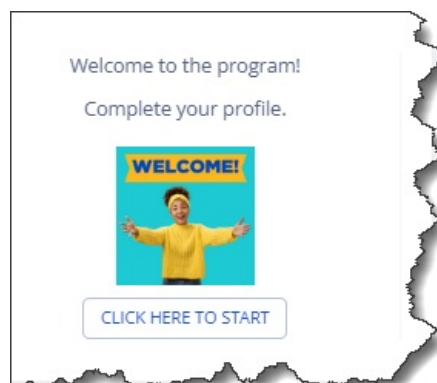 Welcome to the program!
Complete your profile.
WELCOME!
CLICK HERE TO START